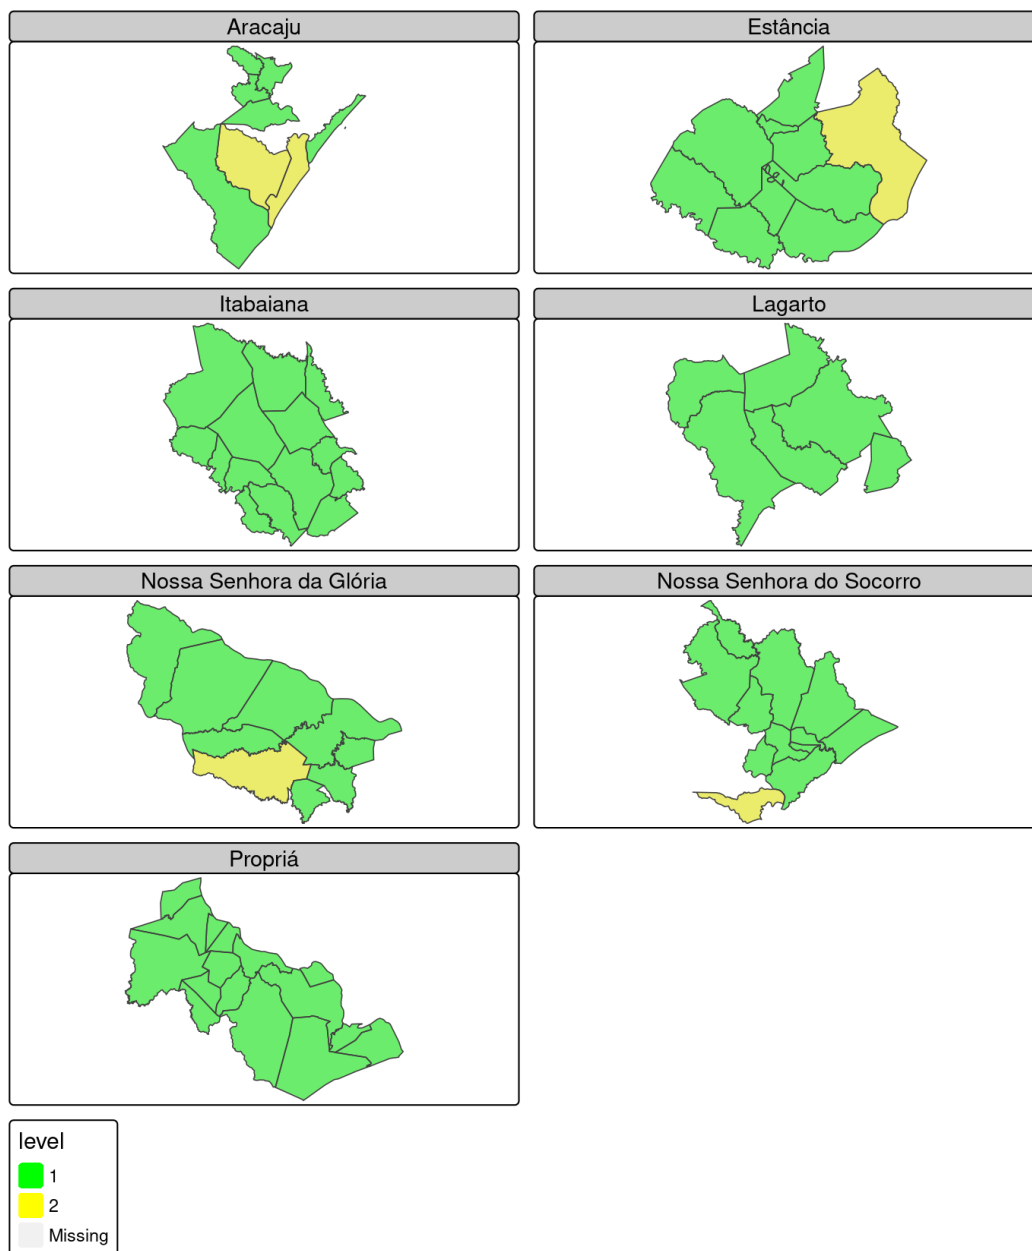 Aracaju
Estância
Itabaiana
Lagarto
Nossa Senhora da Glória
Nossa Senhora do Socorro
Propriá
level
1
2
Missing